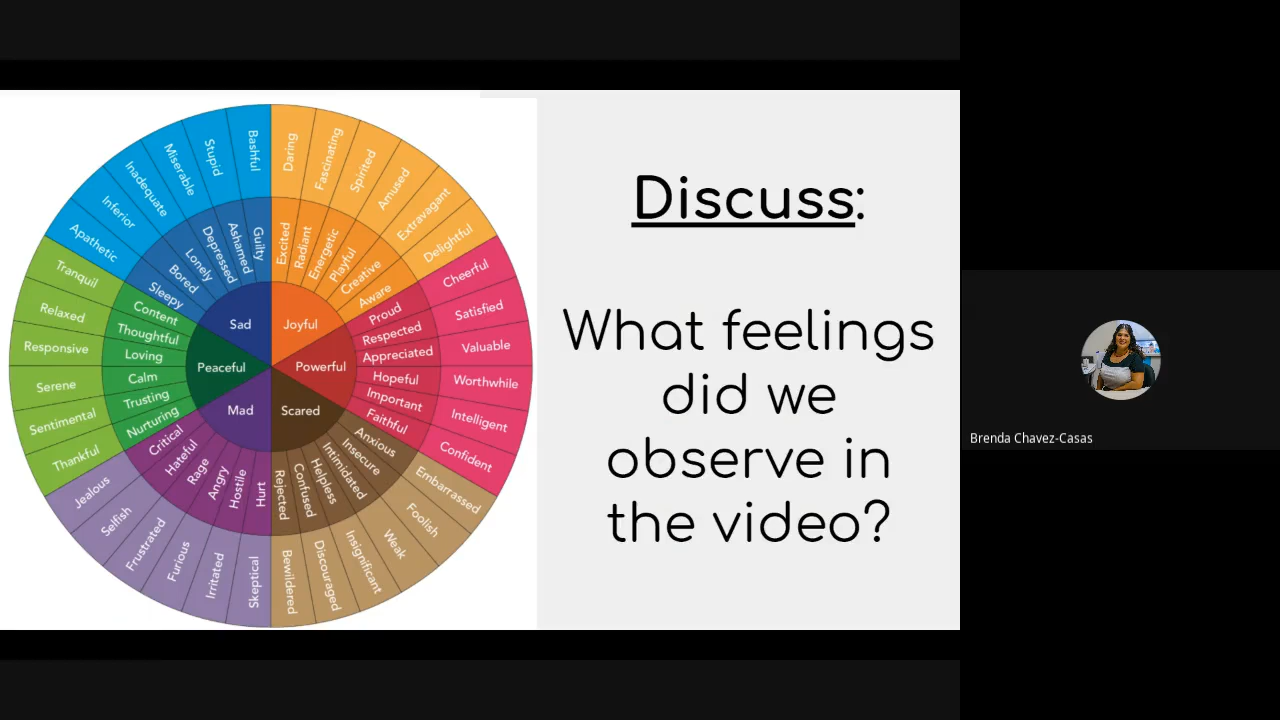 Discuss:
What feelings
did we
observe in
the video?
Sad
Joyful
Powerful
Scared
Mad
Peaceful
Excited
Radiant
Energetic
Playful
Creative
Aware
Proud
Respected
Appreciated
Hopeful
Important
Faithful
Anxious
Insecure
Intimidated
Helpless
Confused
Rejected
Hurt
Hostile
Angry
Rage
Hateful
Critical
Nurturing
Trusting
Calm
Loving
Thoughtful
Content
Sleepy
Bored
Lonely
Depressed
Ashamed
Guilty
Daring
Fascinating
Spirited
Amused
Extravagant
Delightful
Cheerful
Satisfied
Valuable
Worthwhile
Intelligent
Confident
Embarrassed
Foolish
Weak
Insignificant
Discouraged
Bewildered
Skeptical
Irritated
Furious
Frustrated
Selfish
Jealous
Thankful
Sentimental
Serene
Responsive
Relaxed
Tranquil
Apathetic
Inferior
Inadequate
Miserable
Stupid
Bashful
Brenda Chavez-Casas